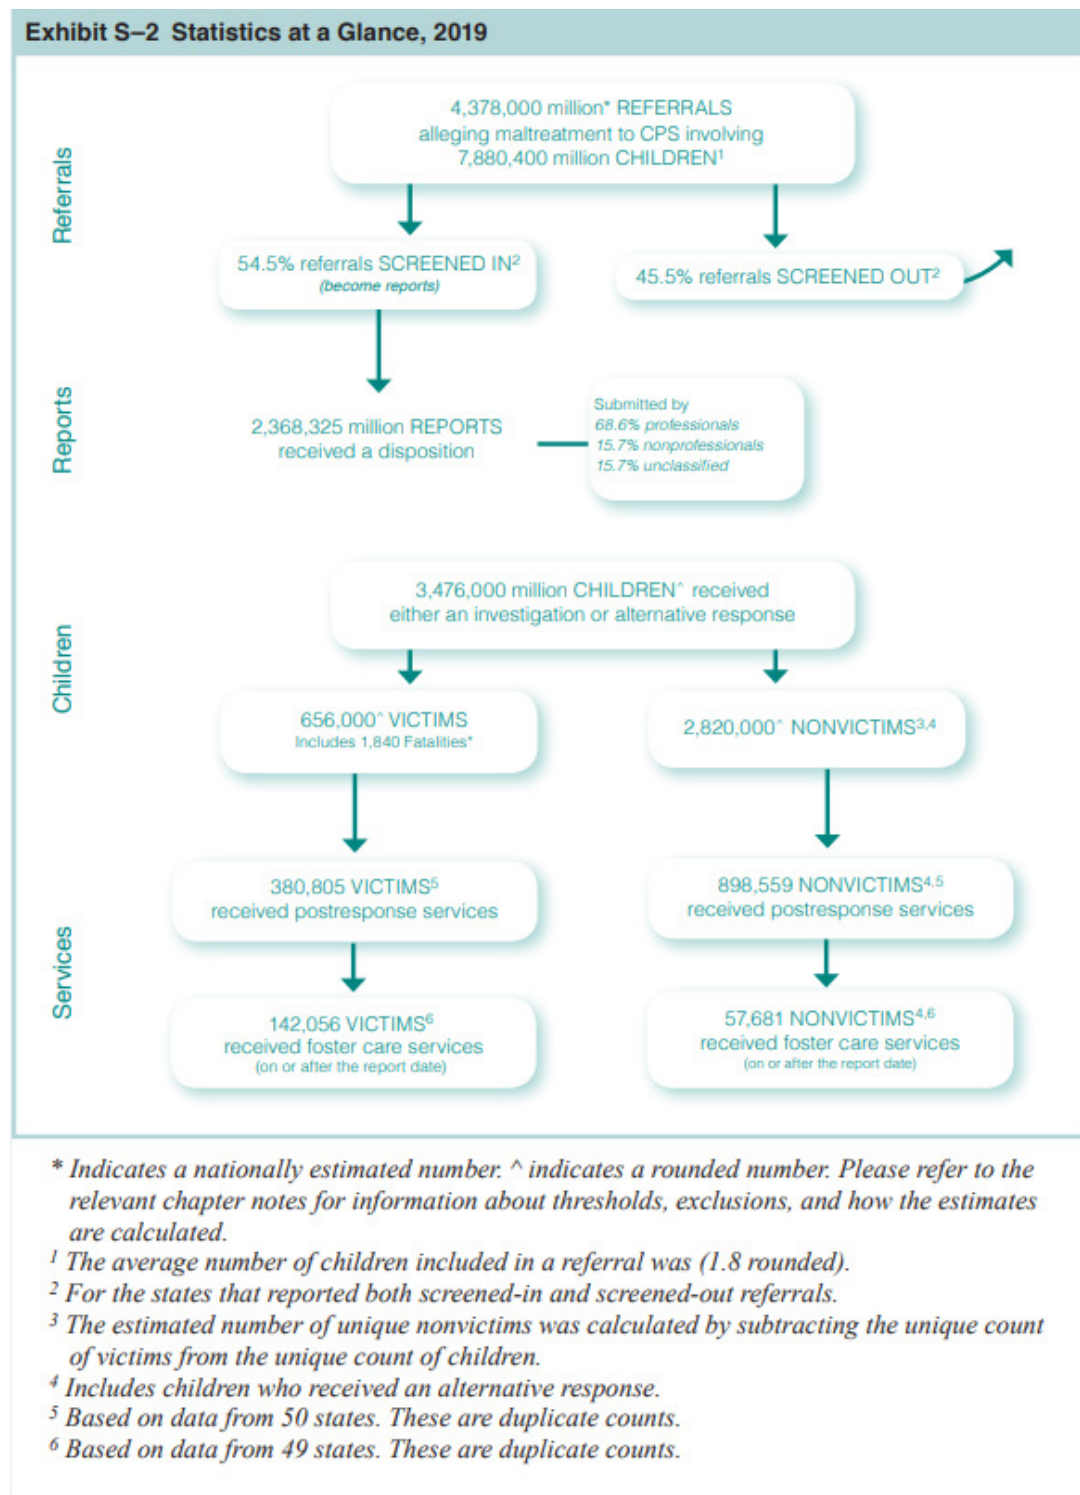 Exhibit S–2 Statistics at a Glance, 2019
Referrals
4,378,000 million* REFERRALS
alleging maltreatment to CPS involving
7,880,400 million CHILDREN¹
54.5% referrals SCREENED IN²
(become reports)
45.5% referrals SCREENED OUT²
Reports
2,368,325 million REPORTS
received a disposition
Submitted by
68.6% professionals
15.7% nonprofessionals
15.7% unclassified
Children
3,476,000 million CHILDREN^ received
either an investigation or alternative response
656,000^ VICTIMS
Includes 1,840 Fatalities*
2,820,000^ NONVICTIMS³,⁴
Services
380,805 VICTIMS⁵
received postresponse services
898,559 NONVICTIMS⁴,⁵
received postresponse services
142,056 VICTIMS⁶
received foster care services
(on or after the report date)
57,681 NONVICTIMS⁴,⁶
received foster care services
(on or after the report date)
* Indicates a nationally estimated number. ^ indicates a rounded number. Please refer to the
relevant chapter notes for information about thresholds, exclusions, and how the estimates
are calculated.
¹ The average number of children included in a referral was (1.8 rounded).
² For the states that reported both screened-in and screened-out referrals.
³ The estimated number of unique nonvictims was calculated by subtracting the unique count
of victims from the unique count of children.
⁴ Includes children who received an alternative response.
⁵ Based on data from 50 states. These are duplicate counts.
⁶ Based on data from 49 states. These are duplicate counts.